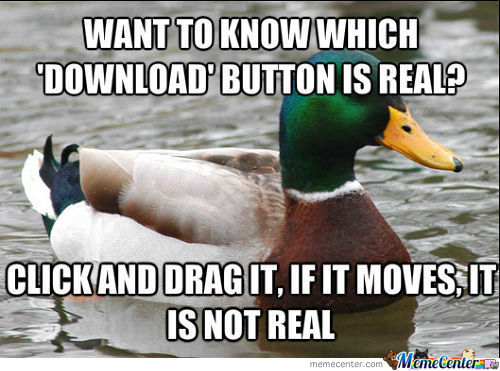 WANT TO KNOW WHICH
'DOWNLOAD' BUTTON IS REAL?
CLICK AND DRAG IT, IF IT MOVES, IT
IS NOT REAL
memecenter.com MemeCenter